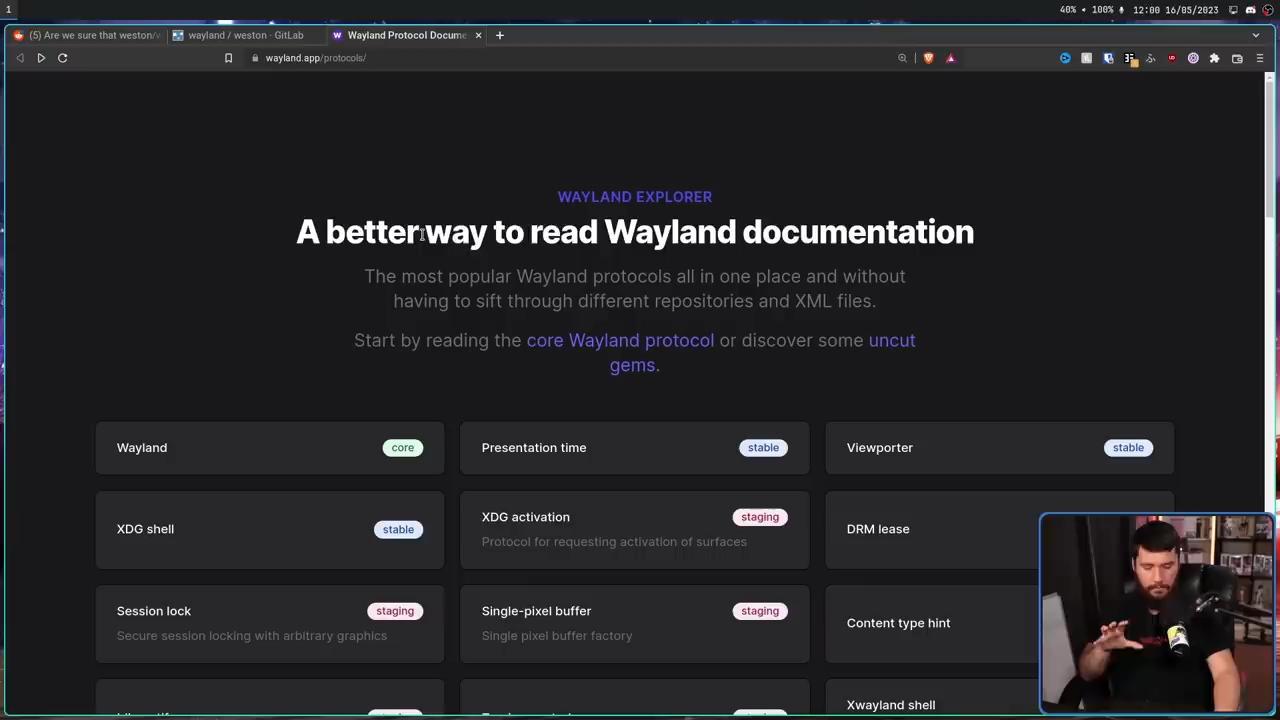 1
40%
100%
12:00 16/05/2023
(5) Are we sure that weston/w
wayland / weston · GitLab
Wayland Protocol Docume
wayland.app/protocols/
WAYLAND EXPLORER
A better way to read Wayland documentation
The most popular Wayland protocols all in one place and without
having to sift through different repositories and XML files.
Start by reading the core Wayland protocol or discover some uncut
gems.
Wayland core
Presentation time stable
Viewporter stable
XDG shell stable
XDG activation staging
Protocol for requesting activation of surfaces
DRM lease
Session lock staging
Secure session locking with arbitrary graphics
Single-pixel buffer staging
Single pixel buffer factory
Content type hint
Xwayland shell